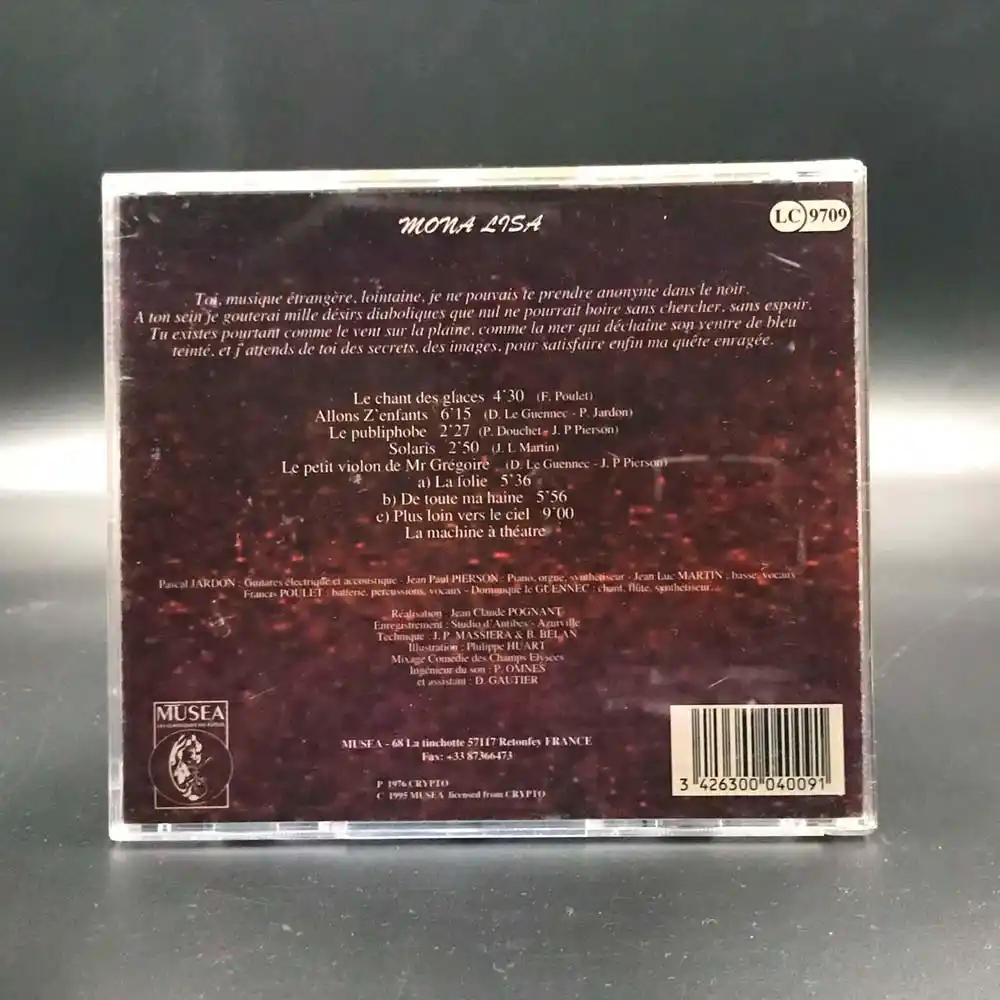 MONA LISA
LC 9709
Toi, musique étrangère, lointaine, je ne pouvais te prendre anonyme dans le noir.
A ton sein je gouterai mille désirs diaboliques que nul ne pourrait boire sans chercher, sans espoir.
Tu existes pourtant comme le vent sur la plaine, comme la mer qui déchaîne son ventre de bleu
teinté, et j'attends de toi des secrets, des images, pour satisfaire enfin ma quête enragée.
Le chant des glaces 4'30 (F. Poulet)
Allons Z'enfants 6'15 (D. Le Guennec - P. Jardon)
Le publiphobe 2'27 (P. Douchet - J. P Pierson)
Solaris 2'50 (J. L Martin)
Le petit violon de Mr Grégoire (D. Le Guennec - J. P Pierson)
a) La folie 5'36
b) De toute ma haine 5'56
c) Plus loin vers le ciel 9'00
La machine à théatre
Pascal JARDON : Guitares électrique et accoustique - Jean Paul PIERSON : Piano, orgue, synthétiseur - Jean Luc MARTIN : basse, vocaux
Francis POULET : batterie, percussions, vocaux - Dominique le GUENNEC : chant, flûte, synthétiseur...
Réalisation : Jean Claude POGNANT
Enregistrement : Studio d'Antibes - Azurville
Technique : J. P. MASSIERA & B. BELAN
Illustration : Philippe HUART
Mixage Comédie des Champs Elysées
Ingénieur du son : P. OMNES
et assistant : D. GAUTIER
MUSEA
MUSEA - 68 La tinchotte 57117 Retonfey FRANCE
Fax: +33 87366473
P 1976 CRYPTO
C 1995 MUSEA licensed from CRYPTO
3 426300 040091